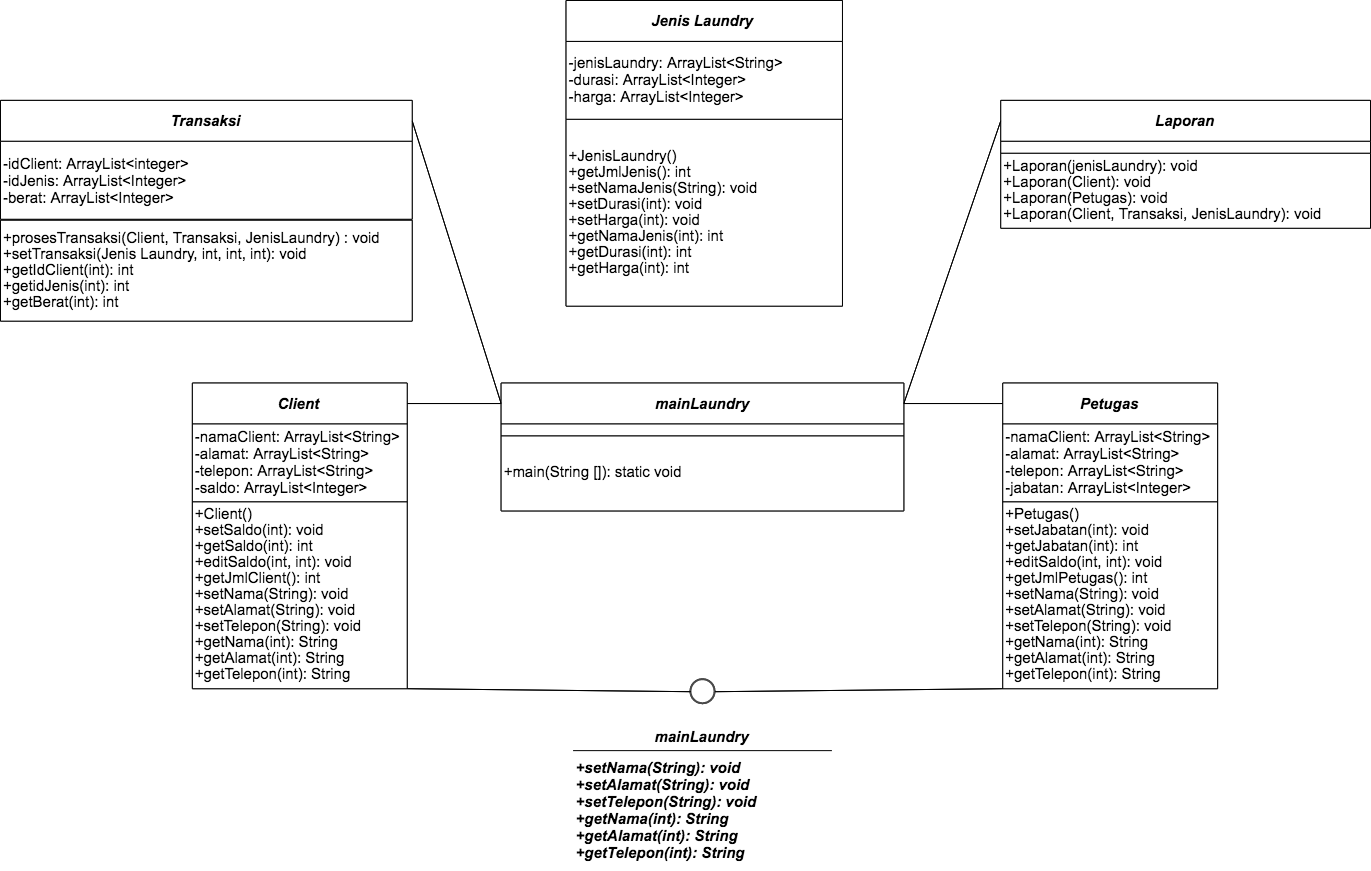 Jenis Laundry
-jenisLaundry: ArrayList<String>
-durasi: ArrayList<Integer>
-harga: ArrayList<Integer>
+JenisLaundry()
+getJmlJenis(): int
+setNamaJenis(String): void
+setDurasi(int): void
+setHarga(int): void
+getNamaJenis(int): int
+getDurasi(int): int
+getHarga(int): int
Transaksi
-idClient: ArrayList<integer>
-idJenis: ArrayList<Integer>
-berat: ArrayList<Integer>
+prosesTransaksi(Client, Transaksi, JenisLaundry) : void
+setTransaksi(Jenis Laundry, int, int, int): void
+getIdClient(int): int
+getidJenis(int): int
+getBerat(int): int
Laporan
+Laporan(jenisLaundry): void
+Laporan(Client): void
+Laporan(Petugas): void
+Laporan(Client, Transaksi, JenisLaundry): void
Client
-namaClient: ArrayList<String>
-alamat: ArrayList<String>
-telepon: ArrayList<String>
-saldo: ArrayList<Integer>
+Client()
+setSaldo(int): void
+getSaldo(int): int
+editSaldo(int, int): void
+getJmlClient(): int
+setNama(String): void
+setAlamat(String): void
+setTelepon(String): void
+getNama(int): String
+getAlamat(int): String
+getTelepon(int): String
mainLaundry
+main(String []): static void
Petugas
-namaClient: ArrayList<String>
-alamat: ArrayList<String>
-telepon: ArrayList<String>
-jabatan: ArrayList<Integer>
+Petugas()
+setJabatan(int): void
+getJabatan(int): int
+editSaldo(int, int): void
+getJmlPetugas(): int
+setNama(String): void
+setAlamat(String): void
+setTelepon(String): void
+getNama(int): String
+getAlamat(int): String
+getTelepon(int): String
mainLaundry
+setNama(String): void
+setAlamat(String): void
+setTelepon(String): void
+getNama(int): String
+getAlamat(int): String
+getTelepon(int): String